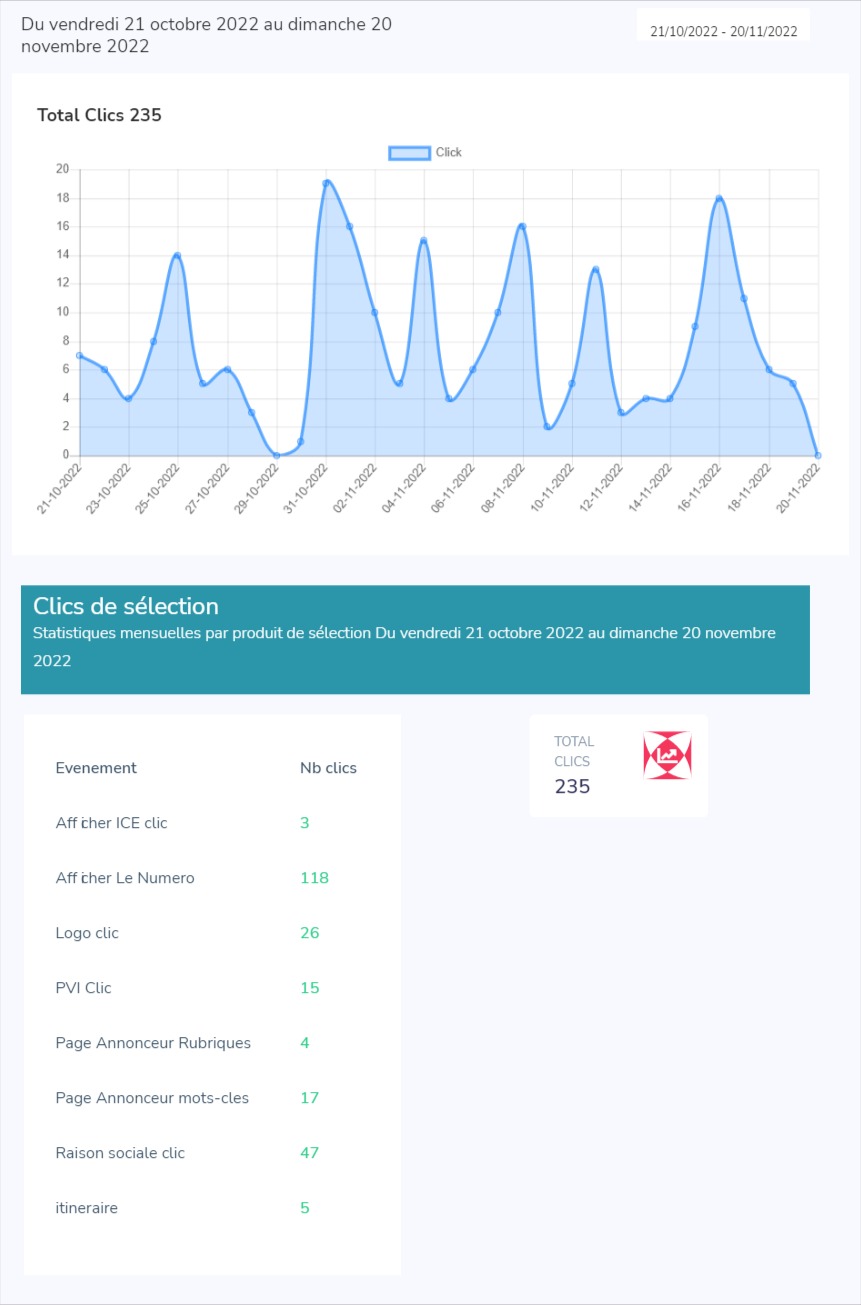 Du vendredi 21 octobre 2022 au dimanche 20
novembre 2022
21/10/2022 - 20/11/2022
Total Clics 235
Click
20
18
16
14
12
10
8
6
4
2
0
21-10-2022
23-10-2022
25-10-2022
27-10-2022
29-10-2022
31-10-2022
02-11-2022
04-11-2022
06-11-2022
08-11-2022
10-11-2022
12-11-2022
14-11-2022
16-11-2022
18-11-2022
20-11-2022
Clics de sélection
Statistiques mensuelles par produit de sélection Du vendredi 21 octobre 2022 au dimanche 20 novembre
2022
Evenement Nb clics
Afficher ICE clic 3
Afficher Le Numero 118
Logo clic 26
PVI Clic 15
Page Annonceur Rubriques 4
Page Annonceur mots-cles 17
Raison sociale clic 47
itineraire 5
TOTAL
CLICS
235